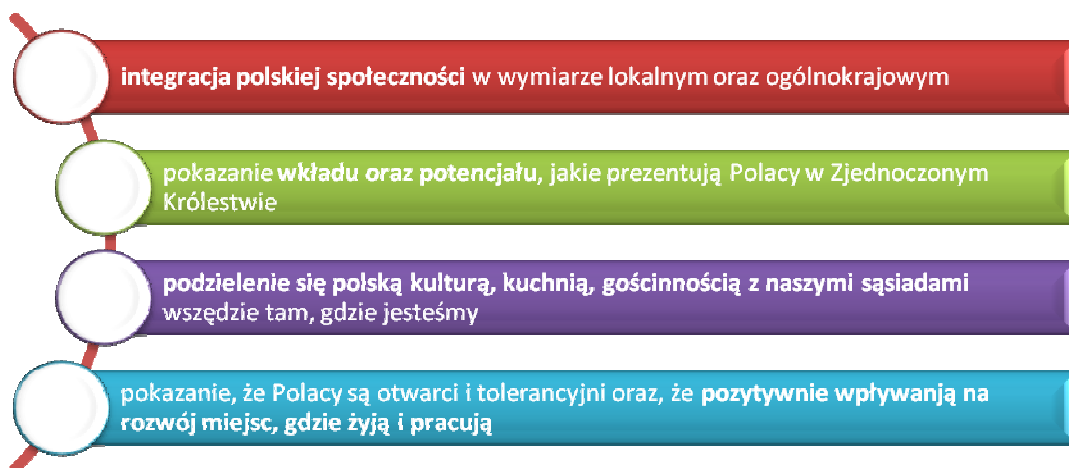 integracja polskiej społeczności w wymiarze lokalnym oraz ogólnokrajowym
pokazanie wkładu oraz potencjału, jakie prezentują Polacy w Zjednoczonym
Królestwie
podzielenie się polską kulturą, kuchnią, gościnnością z naszymi sąsiadami
wszędzie tam, gdzie jesteśmy
pokazanie, że Polacy są otwarci i tolerancyjni oraz, że pozytywnie wpływanją na
rozwój miejsc, gdzie żyją i pracują